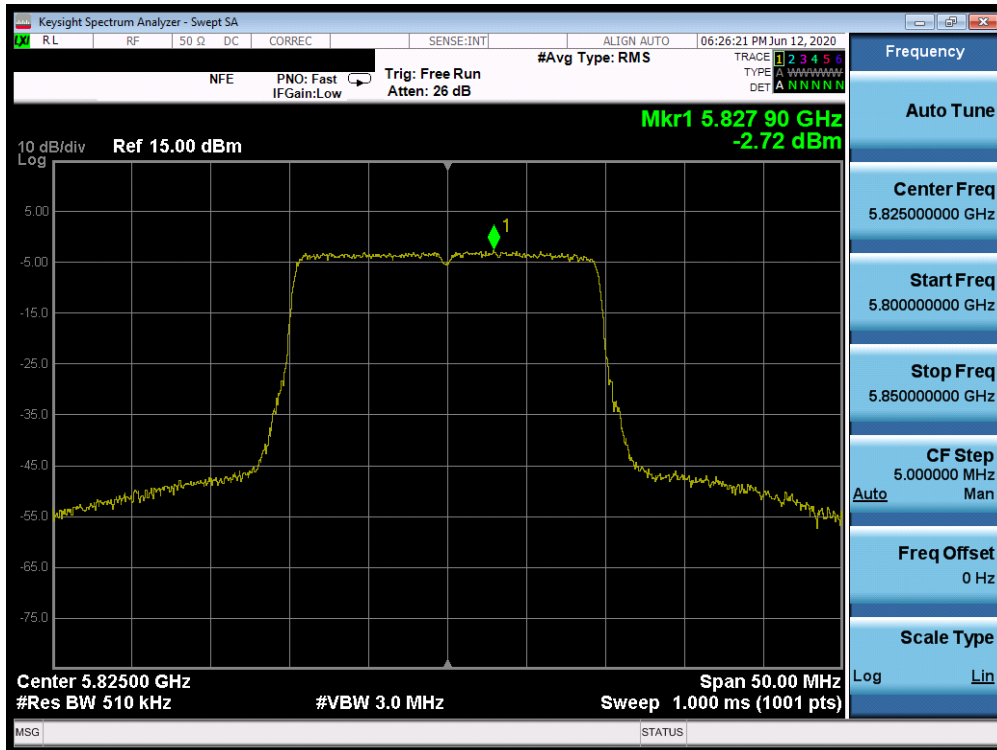 Keysight Spectrum Analyzer - Swept SA
LXI RL RF 50 Ω DC CORREC SENSE:INT ALIGN AUTO 06:26:21 PM Jun 12, 2020
#Avg Type: RMS TRACE 1 2 3 4 5 6
NFE PNO: Fast Trig: Free Run TYPE A WWWWW
IFGain:Low Atten: 26 dB DET A N N N N N
Mkr1 5.827 90 GHz
-2.72 dBm
10 dB/div Ref 15.00 dBm
Log
5.00
1
-5.00
-15.0
-25.0
-35.0
-45.0
-55.0
-65.0
-75.0
Center 5.82500 GHz Span 50.00 MHz
#Res BW 510 kHz #VBW 3.0 MHz Sweep 1.000 ms (1001 pts)
MSG STATUS
Frequency
Auto Tune
Center Freq
5.825000000 GHz
Start Freq
5.800000000 GHz
Stop Freq
5.850000000 GHz
CF Step
5.000000 MHz
Auto Man
Freq Offset
0 Hz
Scale Type
Log Lin